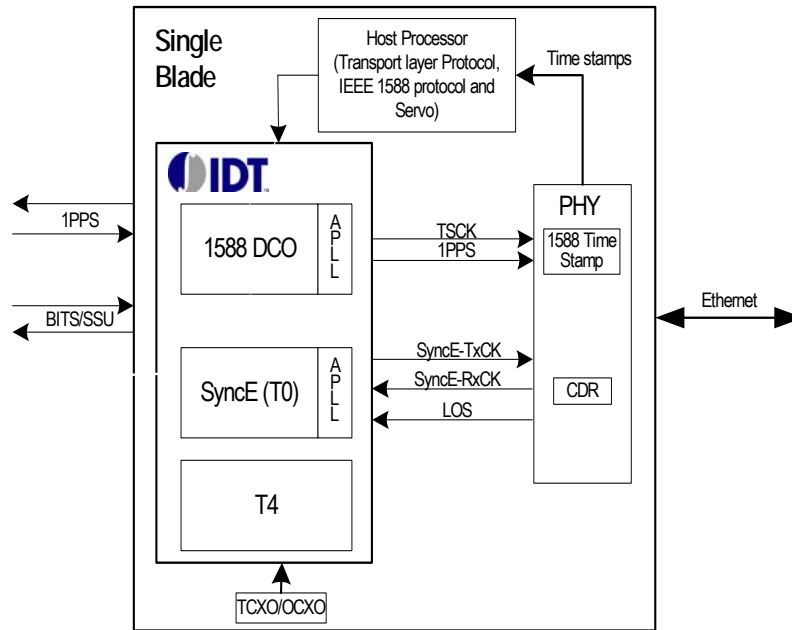 Single
Blade
Host Processor
(Transport layer Protocol,
IEEE 1588 protocol and
Servo)
Time stamps
IDT
1PPS
1588 DCO
APLL
TSCK
1PPS
PHY
1588 Time
Stamp
BITS/SSU
Ethernet
SyncE (T0)
APLL
SyncE-TxCK
SyncE-RxCK
LOS
CDR
T4
TCXO/OCXO